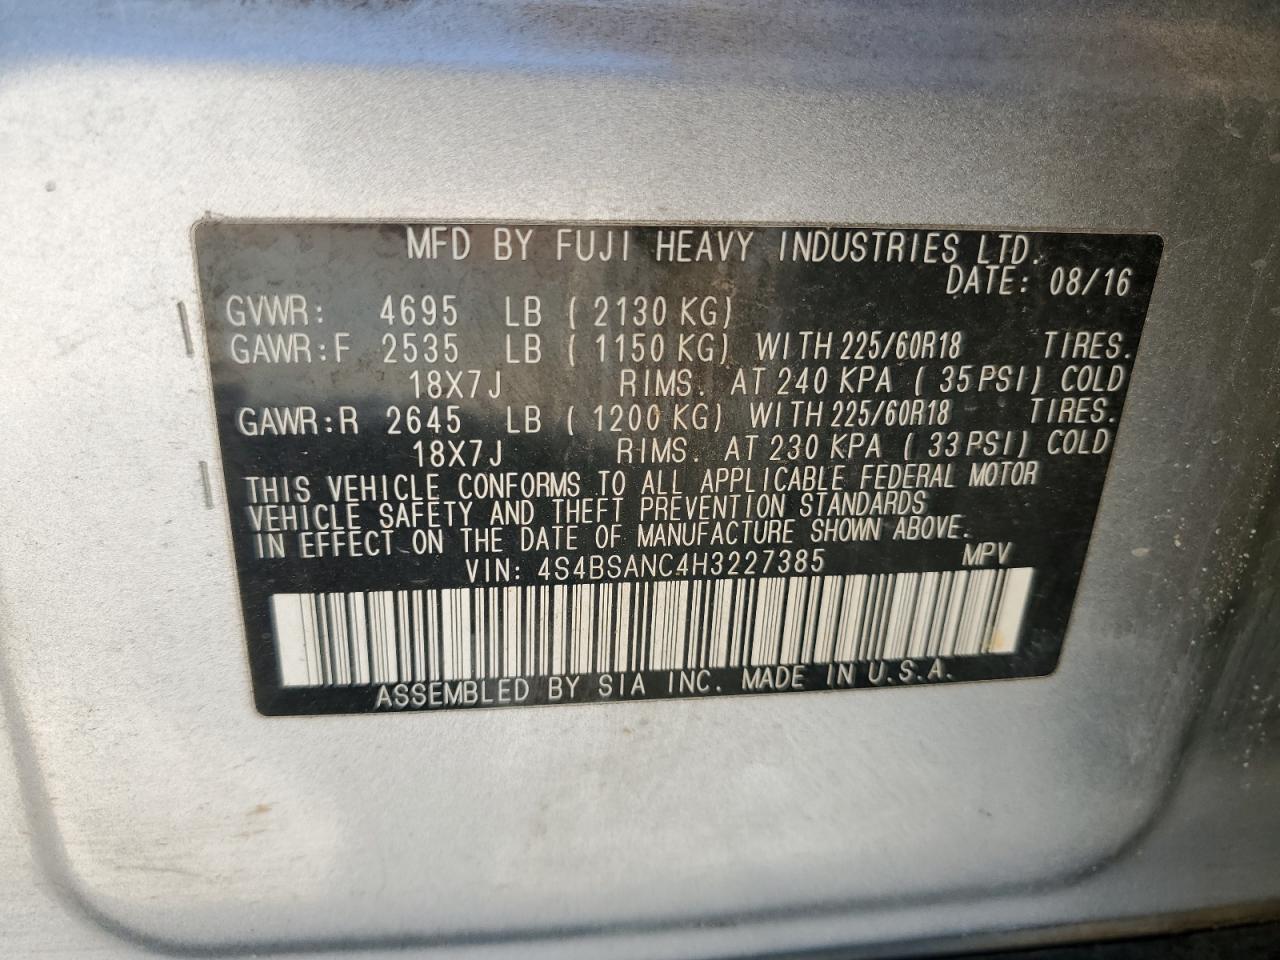 MFD BY FUJI HEAVY INDUSTRIES LTD.
DATE: 08/16
GVWR: 4695 LB ( 2130 KG)
GAWR:F 2535 LB ( 1150 KG) WITH 225/60R18 TIRES.
18X7J RIMS. AT 240 KPA ( 35 PSI) COLD
GAWR:R 2645 LB ( 1200 KG) WITH 225/60R18 TIRES.
18X7J RIMS. AT 230 KPA ( 33 PSI) COLD
THIS VEHICLE CONFORMS TO ALL APPLICABLE FEDERAL MOTOR
VEHICLE SAFETY AND THEFT PREVENTION STANDARDS
IN EFFECT ON THE DATE OF MANUFACTURE SHOWN ABOVE.
VIN: 4S4BSANC4H3227385 MPV
ASSEMBLED BY SIA INC. MADE IN U.S.A.